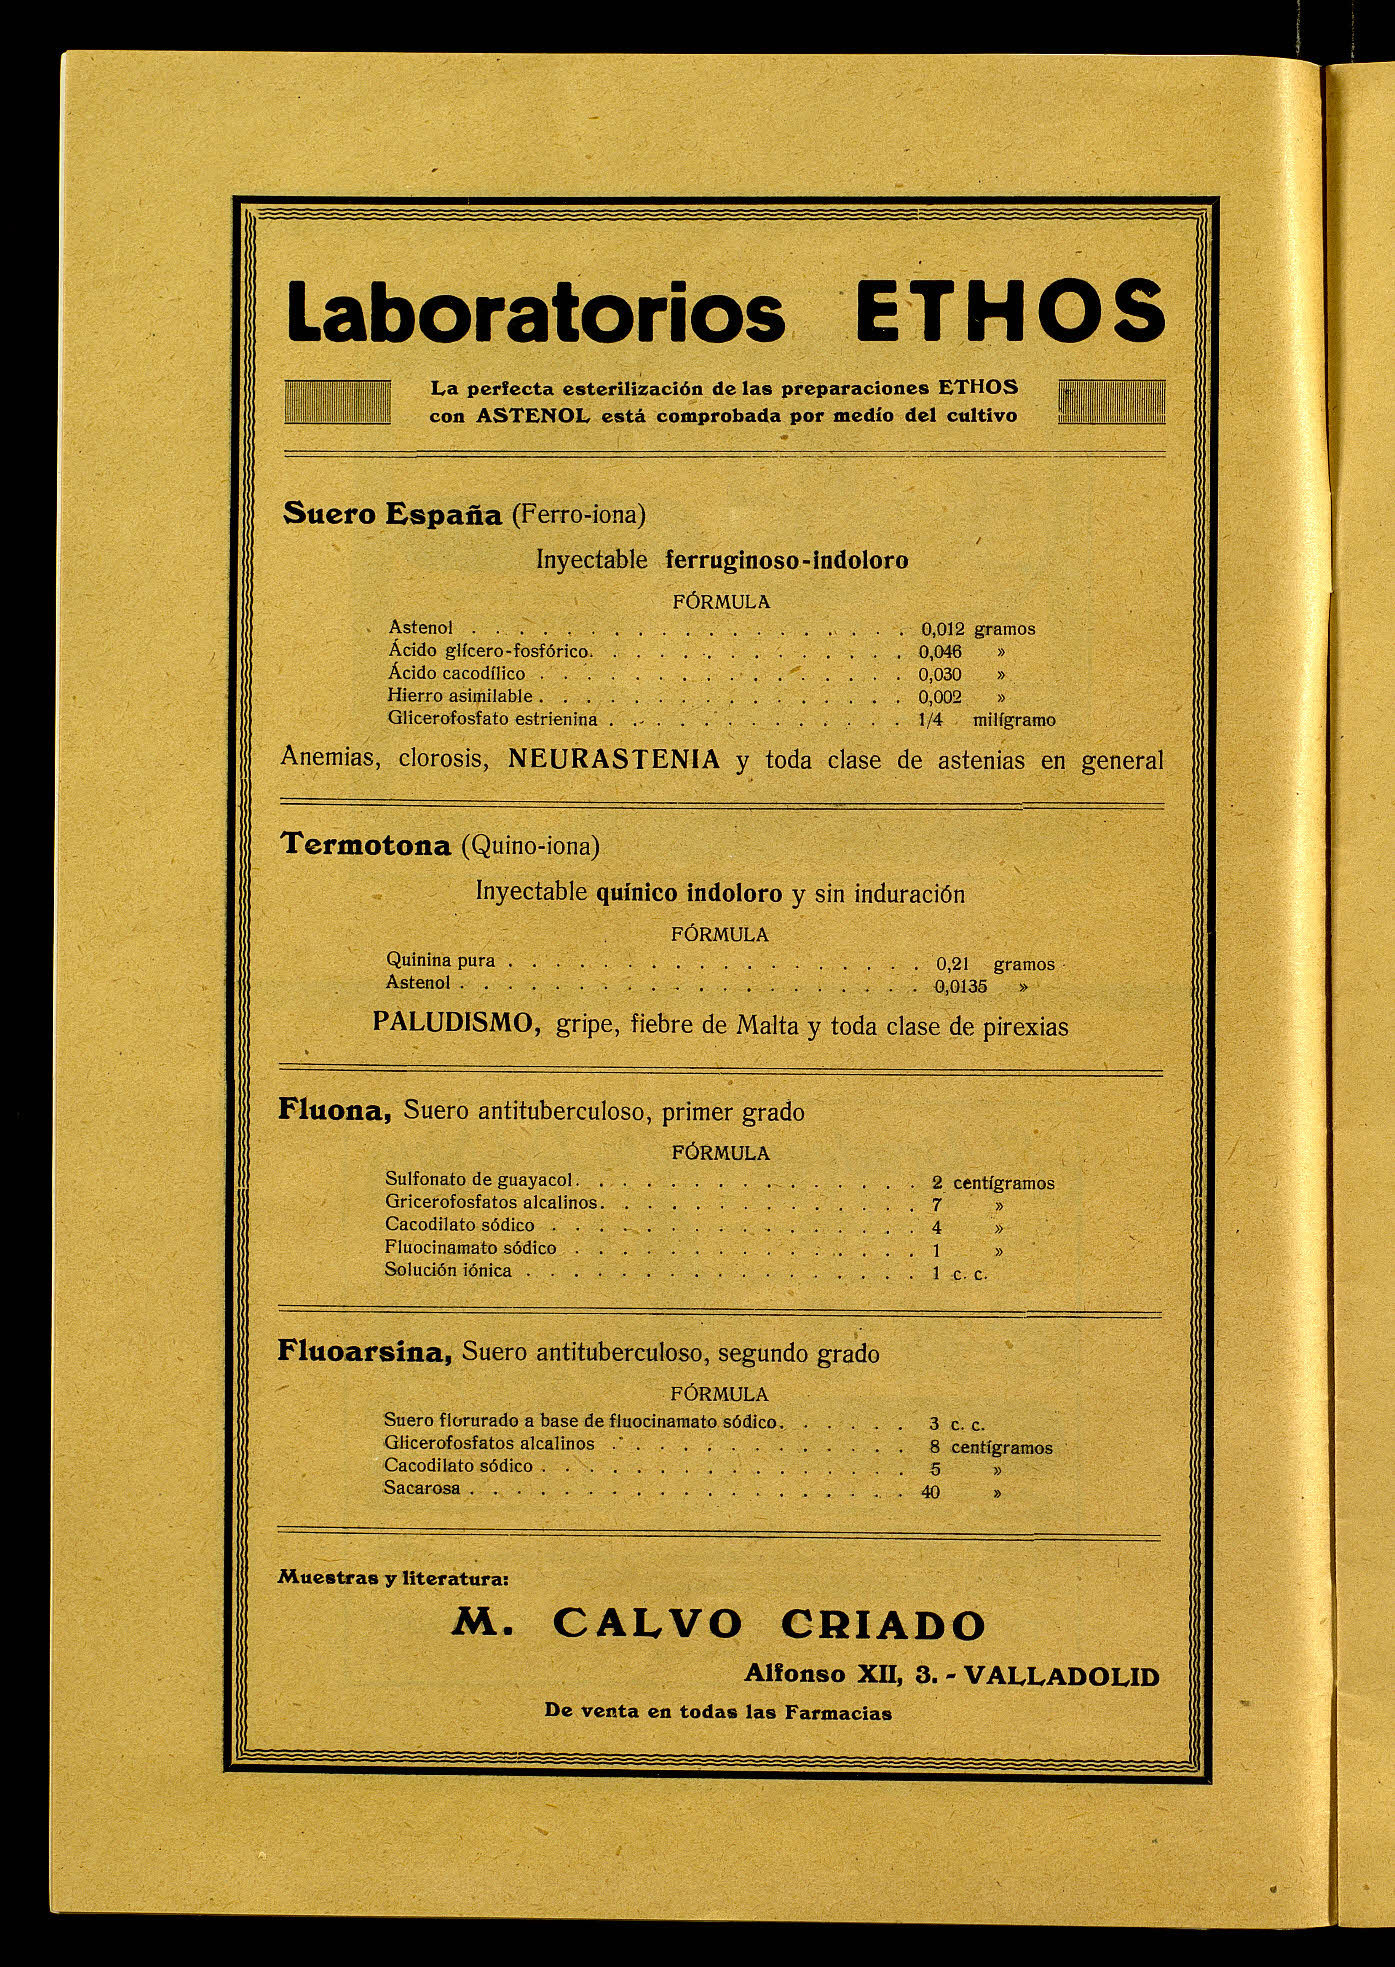 Laboratorios ETHOS
La perfecta esterilización de las preparaciones ETHOS
con ASTENOL está comprobada por medio del cultivo
Suero España (Ferro-iona)
Inyectable ferruginoso-indoloro
FÓRMULA
Astenol . . . . . . . . . . . . . . . . . . . 0,012 gramos
Ácido glícero-fosfórico. . . . . . . . . . . . . . 0,046 »
Ácido cacodílico . . . . . . . . . . . . . . . . 0,030 »
Hierro asimilable . . . . . . . . . . . . . . . . 0,002 »
Glicerofosfato estrienina . . . . . . . . . . . . . 1/4 milígramo
Anemias, clorosis, NEURASTENIA y toda clase de astenias en general
Termotona (Quino-iona)
Inyectable quínico indoloro y sin induración
FÓRMULA
Quinina pura . . . . . . . . . . . . . . . . . . 0,21 gramos
Astenol . . . . . . . . . . . . . . . . . . . . 0,0135 »
PALUDISMO, gripe, fiebre de Malta y toda clase de pirexias
Fluona, Suero antituberculoso, primer grado
FÓRMULA
Sulfonato de guayacol. . . . . . . . . . . . . . . 2 centígramos
Gricerofosfatos alcalinos. . . . . . . . . . . . . . 7 »
Cacodilato sódico . . . . . . . . . . . . . . . . 4 »
Fluocinamato sódico . . . . . . . . . . . . . . . 1 »
Solución iónica . . . . . . . . . . . . . . . . . 1 c. c.
Fluoarsina, Suero antituberculoso, segundo grado
FÓRMULA
Suero florurado a base de fluocinamato sódico. . . . . . 3 c. c.
Glicerofosfatos alcalinos . . . . . . . . . . . . . 8 centígramos
Cacodilato sódico . . . . . . . . . . . . . . . . 5 »
Sacarosa . . . . . . . . . . . . . . . . . . . 40 »
Muestras y literatura:
M. CALVO CRIADO
Alfonso XII, 3. - VALLADOLID
De venta en todas las Farmacias